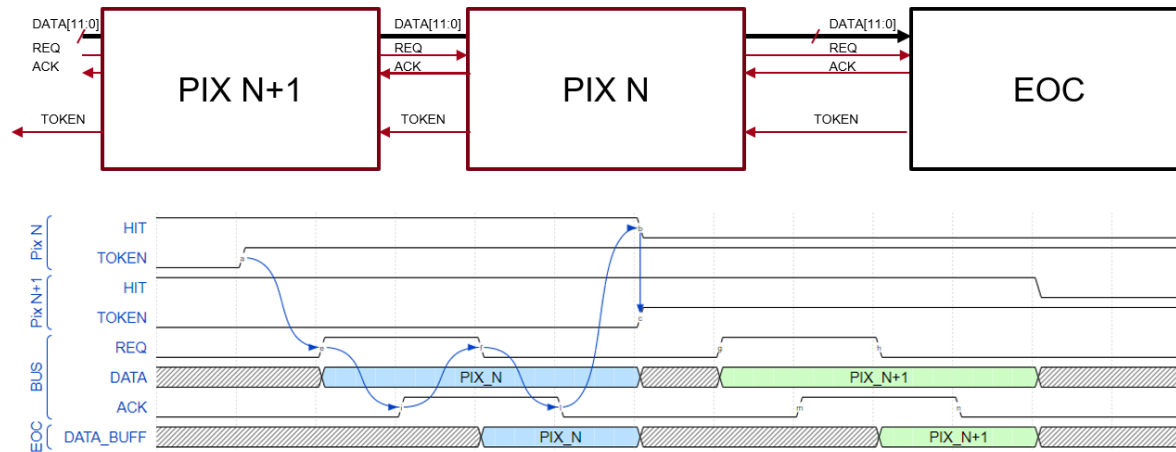 DATA[11:0] DATA[11:0] DATA[11:0]
REQ REQ REQ
ACK ACK ACK
PIX N+1 PIX N EOC
TOKEN TOKEN TOKEN
Pix N
HIT
b
TOKEN
a
Pix N+1
HIT
TOKEN
c
BUS
REQ
e f g h
DATA
PIX_N PIX_N+1
ACK
i l m n
EOC
DATA_BUFF
PIX_N PIX_N+1